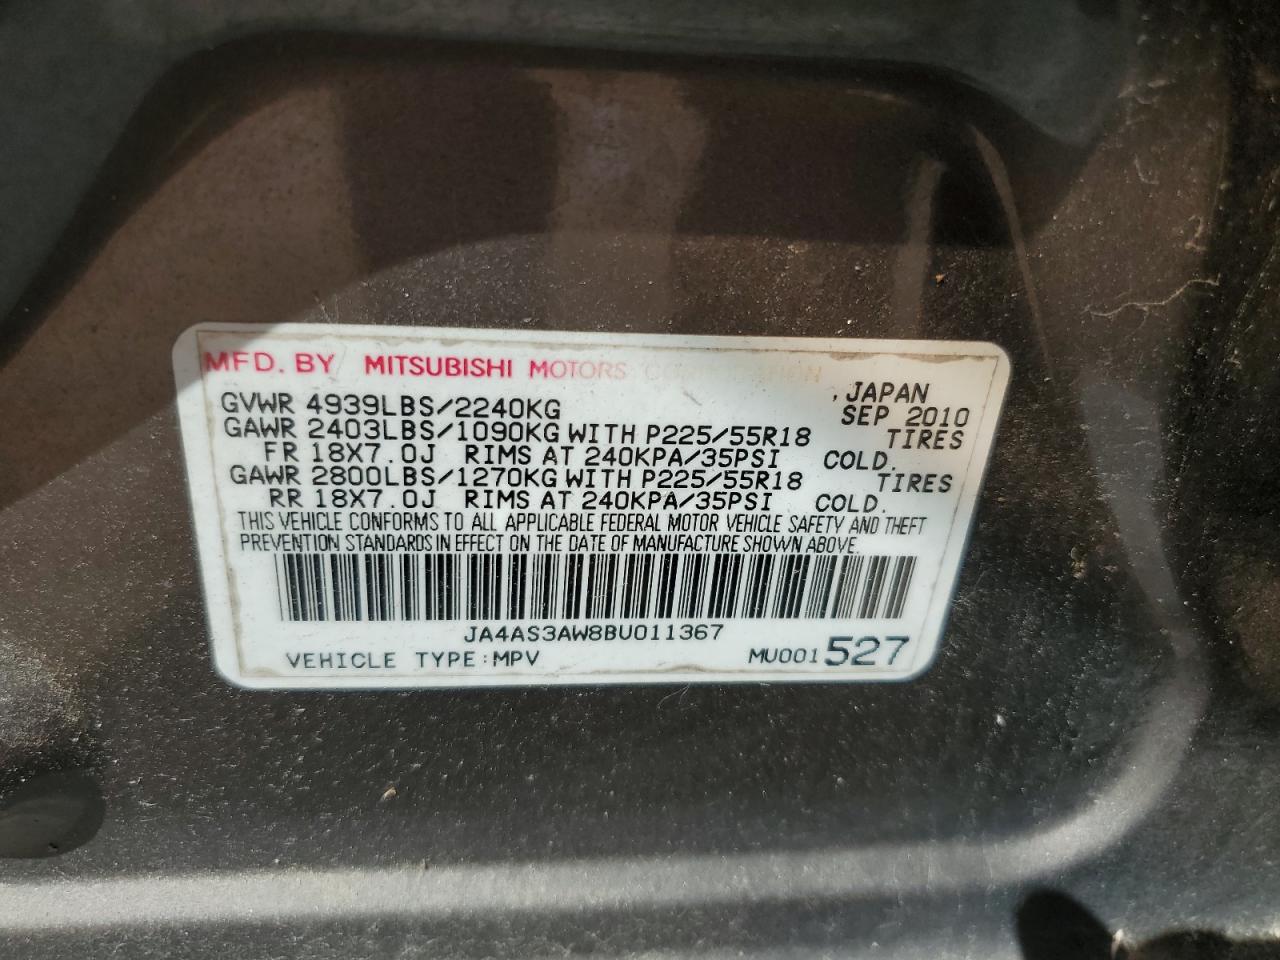 MFD. BY MITSUBISHI MOTORS CORPORATION , JAPAN
GVWR 4939LBS/2240KG SEP 2010
GAWR 2403LBS/1090KG WITH P225/55R18 TIRES
FR 18X7.0J RIMS AT 240KPA/35PSI COLD.
GAWR 2800LBS/1270KG WITH P225/55R18 TIRES
RR 18X7.0J RIMS AT 240KPA/35PSI COLD.
THIS VEHICLE CONFORMS TO ALL APPLICABLE FEDERAL MOTOR VEHICLE SAFETY AND THEFT
PREVENTION STANDARDS IN EFFECT ON THE DATE OF MANUFACTURE SHOWN ABOVE.
JA4AS3AW8BU011367
VEHICLE TYPE:MPV MU001527